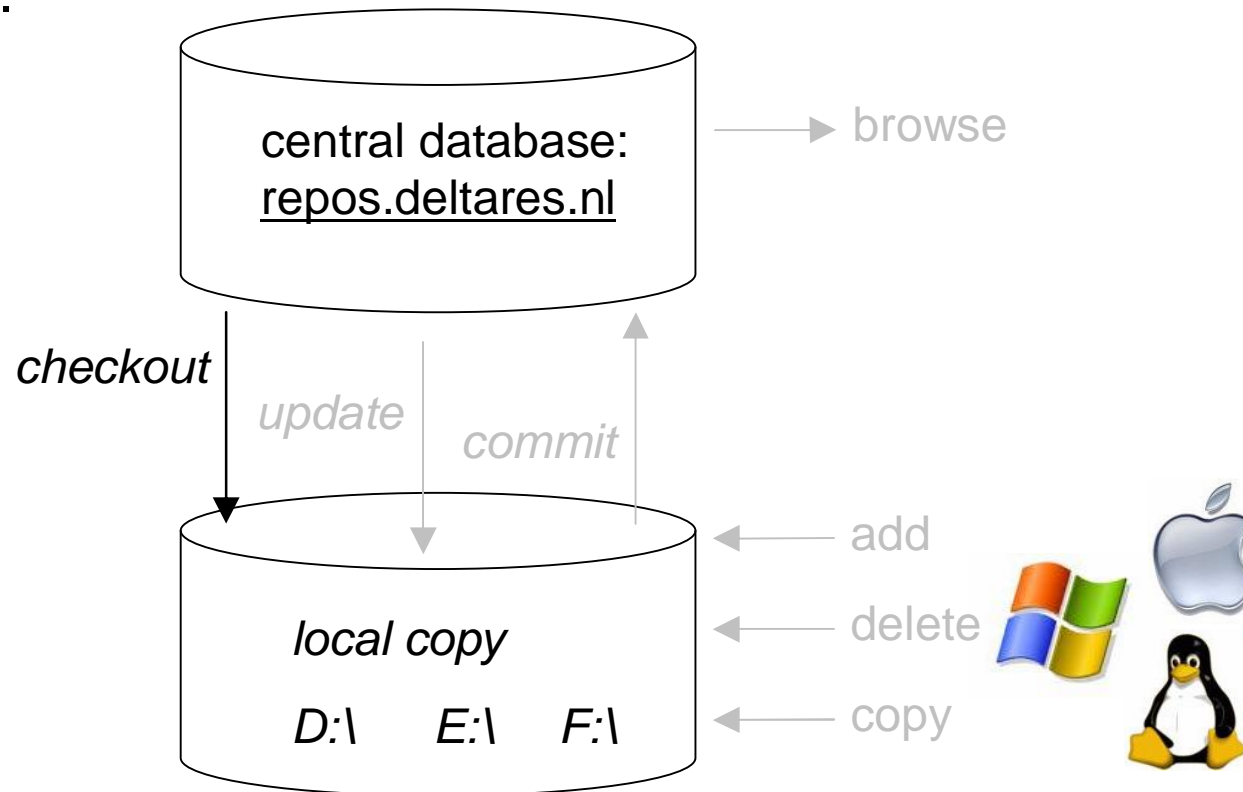 central database:
repos.deltares.nl
browse
checkout
update
commit
add
local copy
delete
D:\ E:\ F:\
copy